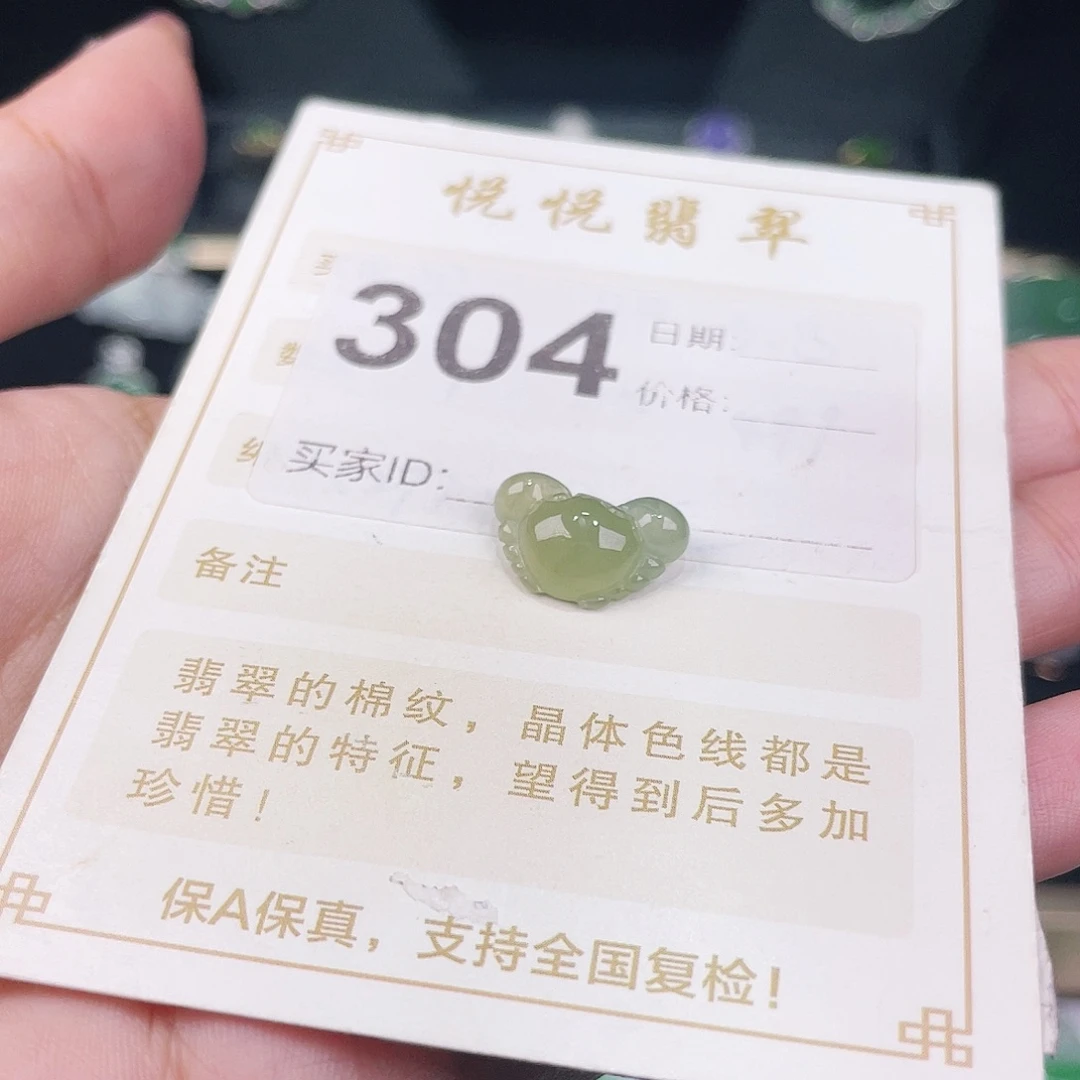 悦悦翡翠
304
日期:
价格:
买家ID:
备注
翡翠的棉纹，晶体色线都是
翡翠的特征，望得到后多加
珍惜！
保A保真，支持全国复检！